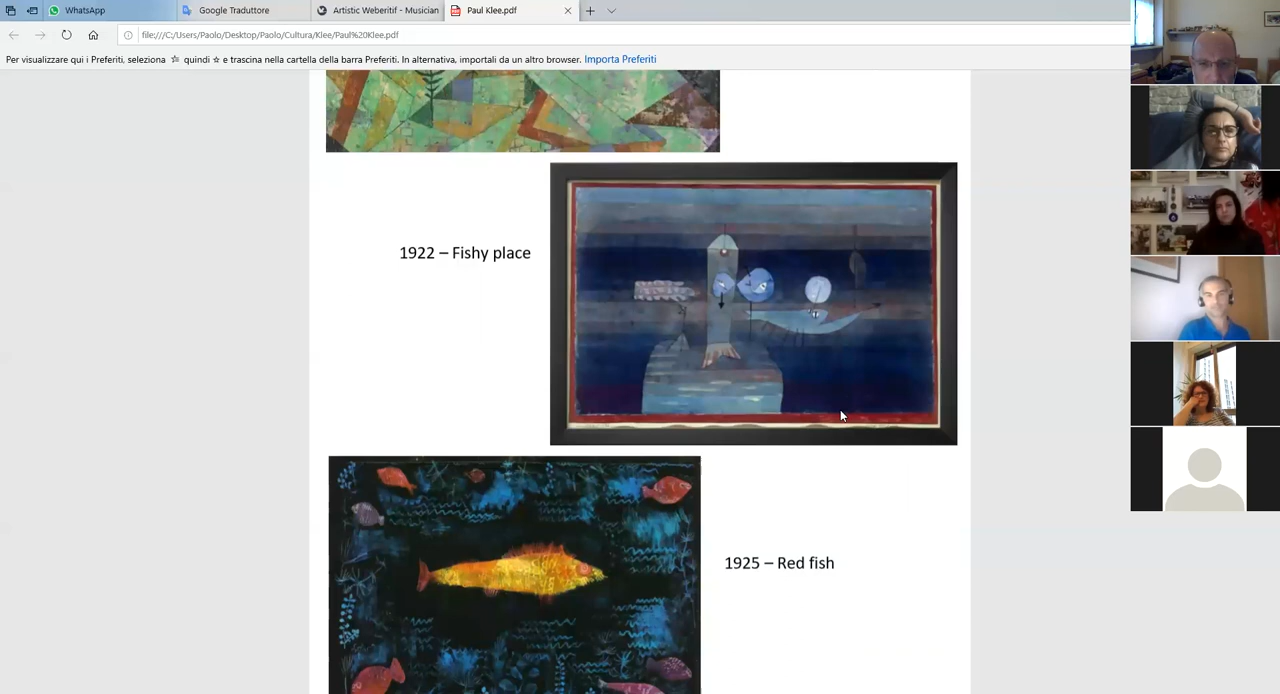 WhatsApp
Google Traduttore
Artistic Weberitif - Musician
Paul Klee.pdf
file:///C:/Users/Paolo/Desktop/Paolo/Cultura/Klee/Paul%20Klee.pdf
Per visualizzare qui i Preferiti, seleziona quindi e trascina nella cartella della barra Preferiti. In alternativa, importali da un altro browser. Importa Preferiti
1922 – Fishy place
1925 – Red fish